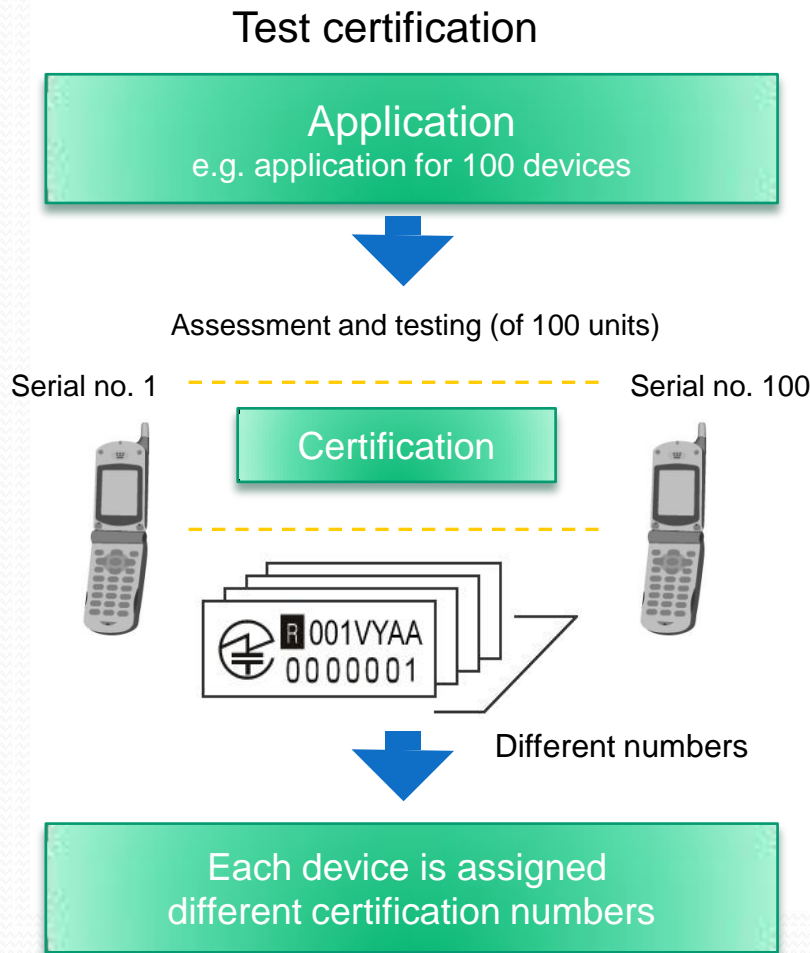 Test certification
Application
e.g. application for 100 devices
Assessment and testing (of 100 units)
Serial no. 1
Serial no. 100
Certification
R 001VYAA
0000001
Different numbers
Each device is assigned
different certification numbers